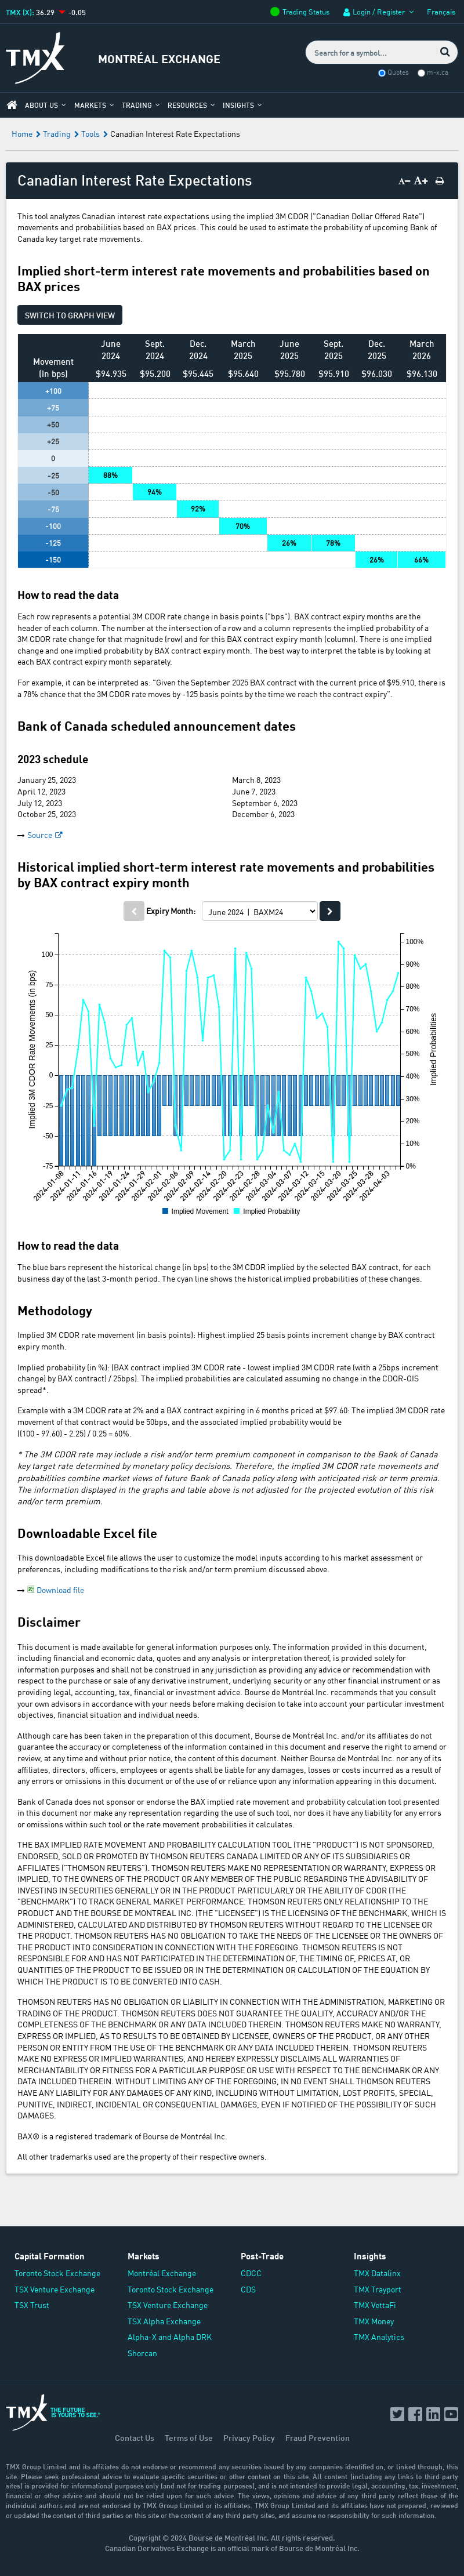 TMX (X): 36.29 -0.05
Trading Status
Login / Register
Français
TMX
MONTRÉAL EXCHANGE
Search for a symbol...
Quotes m-x.ca
ABOUT US MARKETS TRADING RESOURCES INSIGHTS
Home Trading Tools Canadian Interest Rate Expectations
Canadian Interest Rate Expectations
A− A+
This tool analyzes Canadian interest rate expectations using the implied 3M CDOR ("Canadian Dollar Offered Rate")
movements and probabilities based on BAX prices. This could be used to estimate the probability of upcoming Bank of
Canada key target rate movements.
Implied short-term interest rate movements and probabilities based on
BAX prices
SWITCH TO GRAPH VIEW
Movement (in bps) June 2024 Sept. 2024 Dec. 2024 March 2025 June 2025 Sept. 2025 Dec. 2025 March 2026
$94.935 $95.200 $95.445 $95.640 $95.780 $95.910 $96.030 $96.130
+100
+75
+50
+25
0
-25 88%
-50 94%
-75 92%
-100 70%
-125 26% 78%
-150 26% 66%
How to read the data
Each row represents a potential 3M CDR rate change in basis points ("bps"). BAX contract expiry months are the
header of each column. The number at the intersection of a row and a column represents the implied probability of a
3M CDR rate change for that magnitude (row) and for this BAX contract expiry month (column). There is one implied
change and one implied probability by BAX contract expiry month. The best way to interpret the table is by looking at
each BAX contract expiry month separately.
For example, it can be interpreted as: "Given the September 2025 BAX contract with the current price of $95.910, there is
a 78% chance that the 3M CDOR rate moves by -125 basis points by the time we reach the contract expiry".
Bank of Canada scheduled announcement dates
2023 schedule
January 25, 2023
April 12, 2023
July 12, 2023
October 25, 2023
March 8, 2023
June 7, 2023
September 6, 2023
December 6, 2023
Source
Historical implied short-term interest rate movements and probabilities
by BAX contract expiry month
Expiry Month: June 2024 | BAXM24
Implied 3M CDOR Rate Movements (in bps)
100
75
50
25
0
-25
-50
-75
100%
90%
80%
70%
60%
50%
40%
30%
20%
10%
0%
Implied Probabilities
2024-01-08 2024-01-11 2024-01-16 2024-01-19 2024-01-24 2024-01-29 2024-02-01 2024-02-06 2024-02-09 2024-02-14 2024-02-20 2024-02-23 2024-02-28 2024-03-04 2024-03-07 2024-03-12 2024-03-15 2024-03-20 2024-03-25 2024-03-28 2024-04-03
Implied Movement Implied Probability
How to read the data
The blue bars represent the historical change (in bps) to the 3M CDOR implied by the selected BAX contract, for each
business day of the last 3-month period. The cyan line shows the historical implied probabilities of these changes.
Methodology
Implied 3M CDR rate movement (in basis points): Highest implied 25 basis points increment change by BAX contract
expiry month.
Implied probability (in %): (BAX contract implied 3M CDOR rate - lowest implied 3M CDOR rate (with a 25bps increment
change) by BAX contract) / 25bps). The implied probabilities are calculated assuming no change in the CDOR-OIS
spread*.
Example with a 3M CDOR rate at 2% and a BAX contract expiring in 6 months priced at $97.60: The implied 3M CDOR rate
movement of that contract would be 50bps, and the associated implied probability would be
((100 - 97.60) - 2.25) / 0.25 = 60%.
* The 3M CDOR rate may include a risk and/or term premium component in comparison to the Bank of Canada
key target rate determined by monetary policy decisions. Therefore, the implied 3M CDOR rate movements and
probabilities combine market views of future Bank of Canada policy along with anticipated risk or term premia.
The information displayed in the graphs and table above is not adjusted for the projected evolution of this risk
and/or term premium.
Downloadable Excel file
This downloadable Excel file allows the user to customize the model inputs according to his market assessment or
preferences, including modifications to the risk and/or term premium discussed above.
Download file
Disclaimer
This document is made available for general information purposes only. The information provided in this document,
including financial and economic data, quotes and any analysis or interpretation thereof, is provided solely for
information purposes and shall not be construed in any jurisdiction as providing any advice or recommendation with
respect to the purchase or sale of any derivative instrument, underlying security or any other financial instrument or as
providing legal, accounting, tax, financial or investment advice. Bourse de Montréal Inc. recommends that you consult
your own advisors in accordance with your needs before making decision to take into account your particular investment
objectives, financial situation and individual needs.
Although care has been taken in the preparation of this document, Bourse de Montréal Inc. and/or its affiliates do not
guarantee the accuracy or completeness of the information contained in this document and reserve the right to amend or
review, at any time and without prior notice, the content of this document. Neither Bourse de Montréal Inc. nor any of its
affiliates, directors, officers, employees or agents shall be liable for any damages, losses or costs incurred as a result of
any errors or omissions in this document or of the use of or reliance upon any information appearing in this document.
Bank of Canada does not sponsor or endorse the BAX implied rate movement and probability calculation tool presented
in this document nor make any representation regarding the use of such tool, nor does it have any liability for any errors
or omissions within such tool or the rate movement probabilities it calculates.
THE BAX IMPLIED RATE MOVEMENT AND PROBABILITY CALCULATION TOOL (THE "PRODUCT") IS NOT SPONSORED,
ENDORSED, SOLD OR PROMOTED BY THOMSON REUTERS CANADA LIMITED OR ANY OF ITS SUBSIDIARIES OR
AFFILIATES ("THOMSON REUTERS"). THOMSON REUTERS MAKE NO REPRESENTATION OR WARRANTY, EXPRESS OR
IMPLIED, TO THE OWNERS OF THE PRODUCT OR ANY MEMBER OF THE PUBLIC REGARDING THE ADVISABILITY OF
INVESTING IN SECURITIES GENERALLY OR IN THE PRODUCT PARTICULARLY OR THE ABILITY OF CDOR (THE
"BENCHMARK") TO TRACK GENERAL MARKET PERFORMANCE. THOMSON REUTERS ONLY RELATIONSHIP TO THE
PRODUCT AND THE BOURSE DE MONTREAL INC. (THE "LICENSEE") IS THE LICENSING OF THE BENCHMARK, WHICH IS
ADMINISTERED, CALCULATED AND DISTRIBUTED BY THOMSON REUTERS WITHOUT REGARD TO THE LICENSEE OR
THE PRODUCT. THOMSON REUTERS HAS NO OBLIGATION TO TAKE THE NEEDS OF THE LICENSEE OR THE OWNERS OF
THE PRODUCT INTO CONSIDERATION IN CONNECTION WITH THE FOREGOING. THOMSON REUTERS IS NOT
RESPONSIBLE FOR AND HAS NOT PARTICIPATED IN THE DETERMINATION OF, THE TIMING OF, PRICES AT, OR
QUANTITIES OF THE PRODUCT TO BE ISSUED OR IN THE DETERMINATION OR CALCULATION OF THE EQUATION BY
WHICH THE PRODUCT IS TO BE CONVERTED INTO CASH.
THOMSON REUTERS HAS NO OBLIGATION OR LIABILITY IN CONNECTION WITH THE ADMINISTRATION, MARKETING OR
TRADING OF THE PRODUCT. THOMSON REUTERS DOES NOT GUARANTEE THE QUALITY, ACCURACY AND/OR THE
COMPLETENESS OF THE BENCHMARK OR ANY DATA INCLUDED THEREIN. THOMSON REUTERS MAKE NO WARRANTY,
EXPRESS OR IMPLIED, AS TO RESULTS TO BE OBTAINED BY LICENSEE, OWNERS OF THE PRODUCT, OR ANY OTHER
PERSON OR ENTITY FROM THE USE OF THE BENCHMARK OR ANY DATA INCLUDED THEREIN. THOMSON REUTERS
MAKE NO EXPRESS OR IMPLIED WARRANTIES, AND HEREBY EXPRESSLY DISCLAIMS ALL WARRANTIES OF
MERCHANTABILITY OR FITNESS FOR A PARTICULAR PURPOSE OR USE WITH RESPECT TO THE BENCHMARK OR ANY
DATA INCLUDED THEREIN. WITHOUT LIMITING ANY OF THE FOREGOING, IN NO EVENT SHALL THOMSON REUTERS
HAVE ANY LIABILITY FOR ANY DAMAGES OF ANY KIND, INCLUDING WITHOUT LIMITATION, LOST PROFITS, SPECIAL,
PUNITIVE, INDIRECT, INCIDENTAL OR CONSEQUENTIAL DAMAGES, EVEN IF NOTIFIED OF THE POSSIBILITY OF SUCH
DAMAGES.
BAX® is a registered trademark of Bourse de Montréal Inc.
All other trademarks used are the property of their respective owners.
Capital Formation
Toronto Stock Exchange
TSX Venture Exchange
TSX Trust
Markets
Montréal Exchange
Toronto Stock Exchange
TSX Venture Exchange
TSX Alpha Exchange
Alpha-X and Alpha DRK
Shorcan
Post-Trade
CDCC
CDS
Insights
TMX Datalinx
TMX Trayport
TMX VettaFi
TMX Money
TMX Analytics
TMX THE FUTURE IS YOURS TO SEE.
Contact Us Terms of Use Privacy Policy Fraud Prevention
TMX Group Limited and its affiliates do not endorse or recommend any securities issued by any companies identified on, or linked through, this
site. Please seek professional advice to evaluate specific securities or other content on this site. All content (including any links to third party
sites) is provided for informational purposes only (and not for trading purposes), and is not intended to provide legal, accounting, tax, investment,
financial or other advice and should not be relied upon for such advice. The views, opinions and advice of any third party reflect those of the
individual authors and are not endorsed by TMX Group Limited or its affiliates. TMX Group Limited and its affiliates have not prepared, reviewed
or updated the content of third parties on this site or the content of any third party sites, and assume no responsibility for such information.
Copyright © 2024 Bourse de Montréal Inc. All rights reserved.
Canadian Derivatives Exchange is an official mark of Bourse de Montréal Inc.